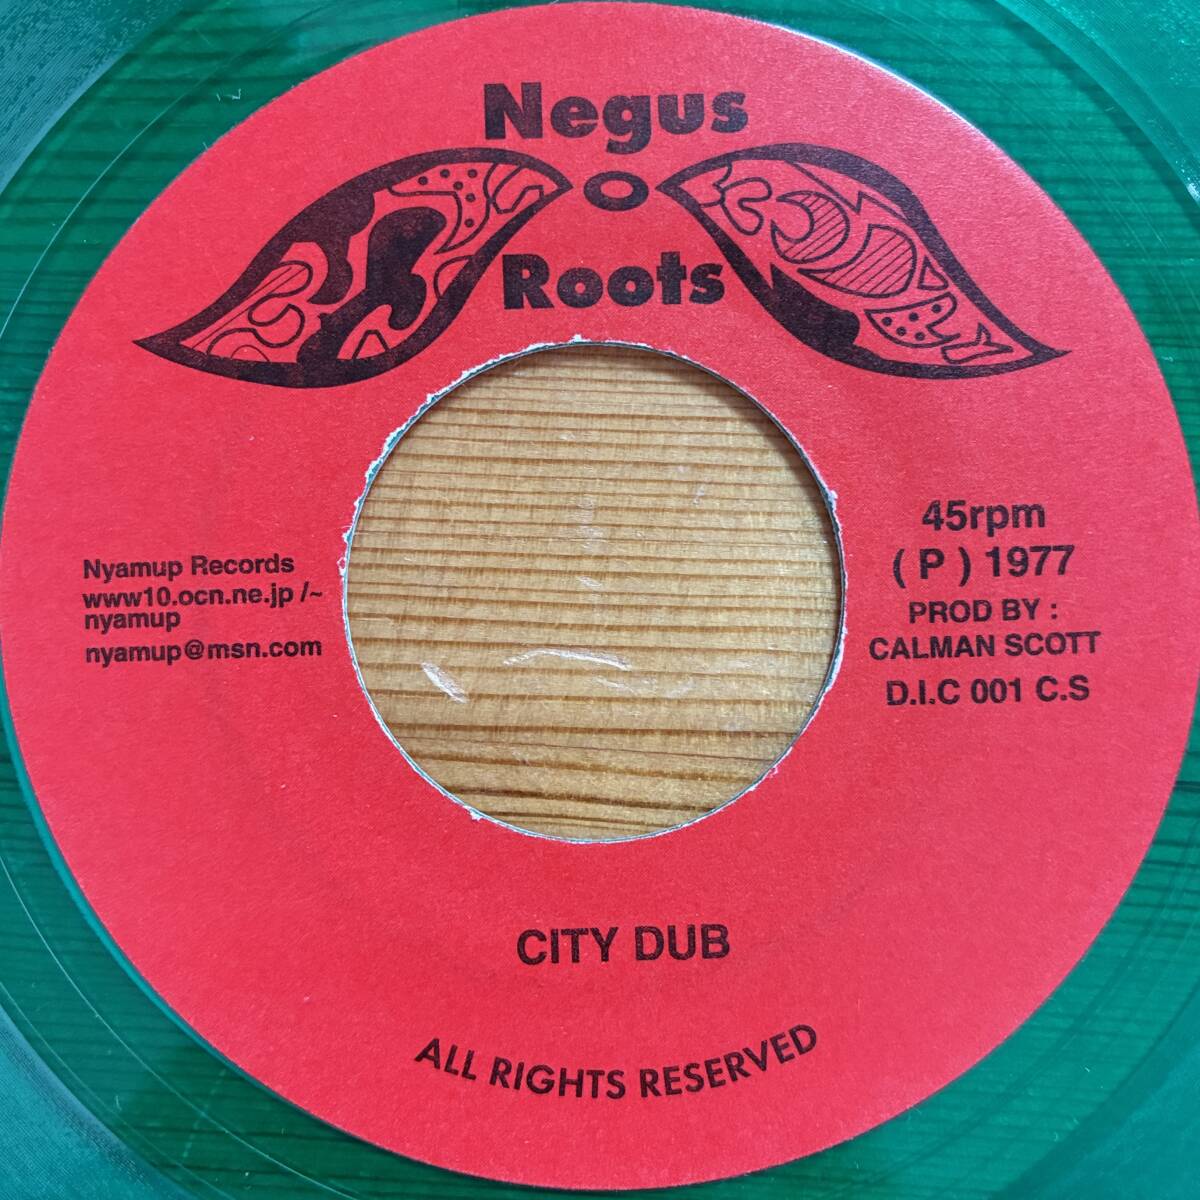 Negus
Roots
Nyamup Records
www10.ocn.ne.jp /~
nyamup
nyamup@msn.com
45rpm
( P ) 1977
PROD BY :
CALMAN SCOTT
D.I.C 001 C.S
CITY DUB
ALL RIGHTS RESERVED